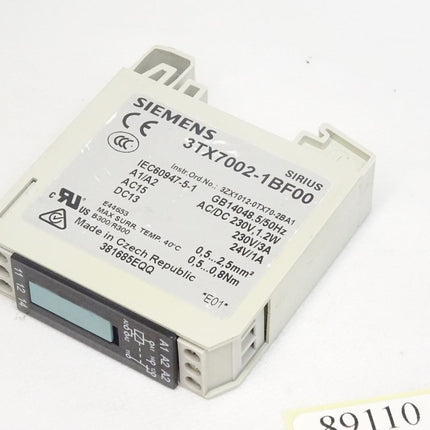 SIEMENS
SIRIUS
3TX7002-1BF00
Instr.Ord.No.: 3ZX1012-0TX70-2BA1
IEC60947-5-1 GB14048.5/50Hz
A1/A2 AC/DC 230V,1.2W
AC15 230V/3A
DC13 24V/1A
E44653
MAX SURR. TEMP. 40°C 0,5...2,5mm²
B300/R300 0,5...0,8Nm
Made in Czech Republic
381685EQQ *E01*
11 12 14
A1 A2 A2
89110